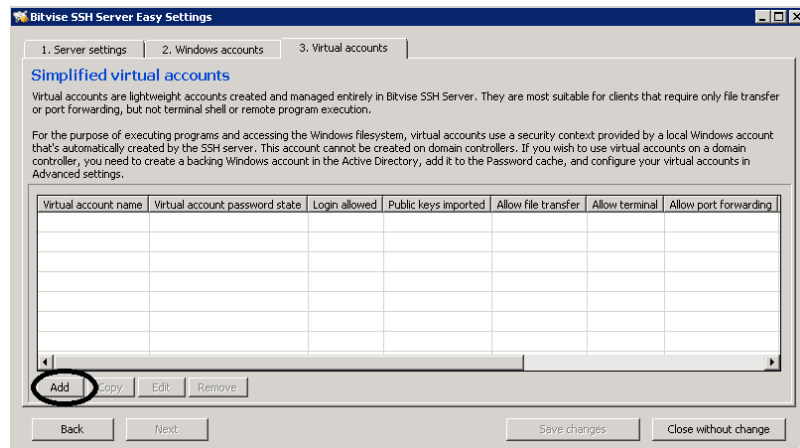 Bitvise SSH Server Easy Settings
1. Server settings
2. Windows accounts
3. Virtual accounts
Simplified virtual accounts
Virtual accounts are lightweight accounts created and managed entirely in Bitvise SSH Server. They are most suitable for clients that require only file transfer
or port forwarding, but not terminal shell or remote program execution.
For the purpose of executing programs and accessing the Windows filesystem, virtual accounts use a security context provided by a local Windows account
that's automatically created by the SSH server. This account cannot be created on domain controllers. If you wish to use virtual accounts on a domain
controller, you need to create a backing Windows account in the Active Directory, add it to the Password cache, and configure your virtual accounts in
Advanced settings.
Virtual account name Virtual account password state Login allowed Public keys imported Allow file transfer Allow terminal Allow port forwarding
Add Copy Edit Remove
Back Next Save changes Close without change